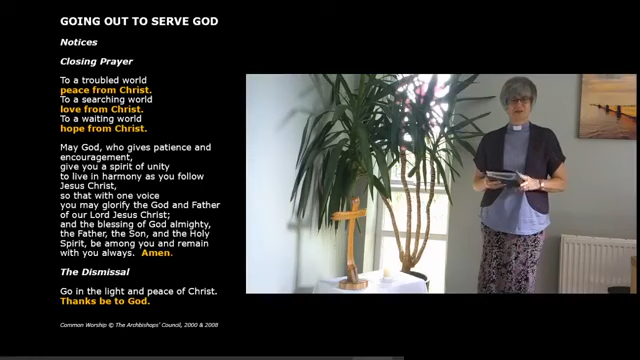 GOING OUT TO SERVE GOD
Notices
Closing Prayer
To a troubled world
peace from Christ.
To a searching world
love from Christ.
To a waiting world
hope from Christ.
May God, who gives patience and
encouragement,
give you a spirit of unity
to live in harmony as you follow
Jesus Christ,
so that with one voice
you may glorify the God and Father
of our Lord Jesus Christ;
and the blessing of God almighty,
the Father, the Son, and the Holy
Spirit, be among you and remain
with you always. Amen.
The Dismissal
Go in the light and peace of Christ.
Thanks be to God.
Common Worship © The Archbishops' Council, 2000 & 2008